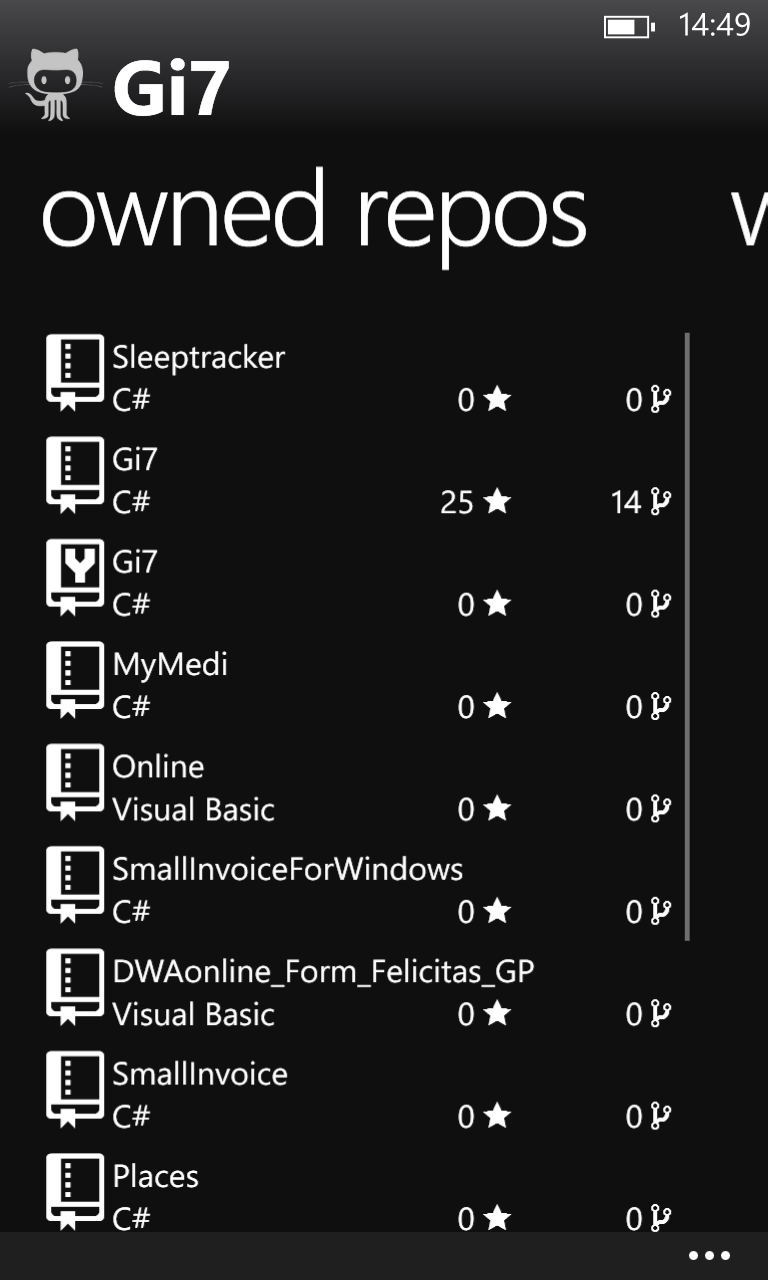 14:49
Gi7
owned repos
Sleeptracker
C# 0 0
Gi7
C# 25 14
Gi7
C# 0 0
MyMedi
C# 0 0
Online
Visual Basic 0 0
SmallInvoiceForWindows
C# 0 0
DWAonline_Form_Felicitas_GP
Visual Basic 0 0
SmallInvoice
C# 0 0
Places
C# 0 0